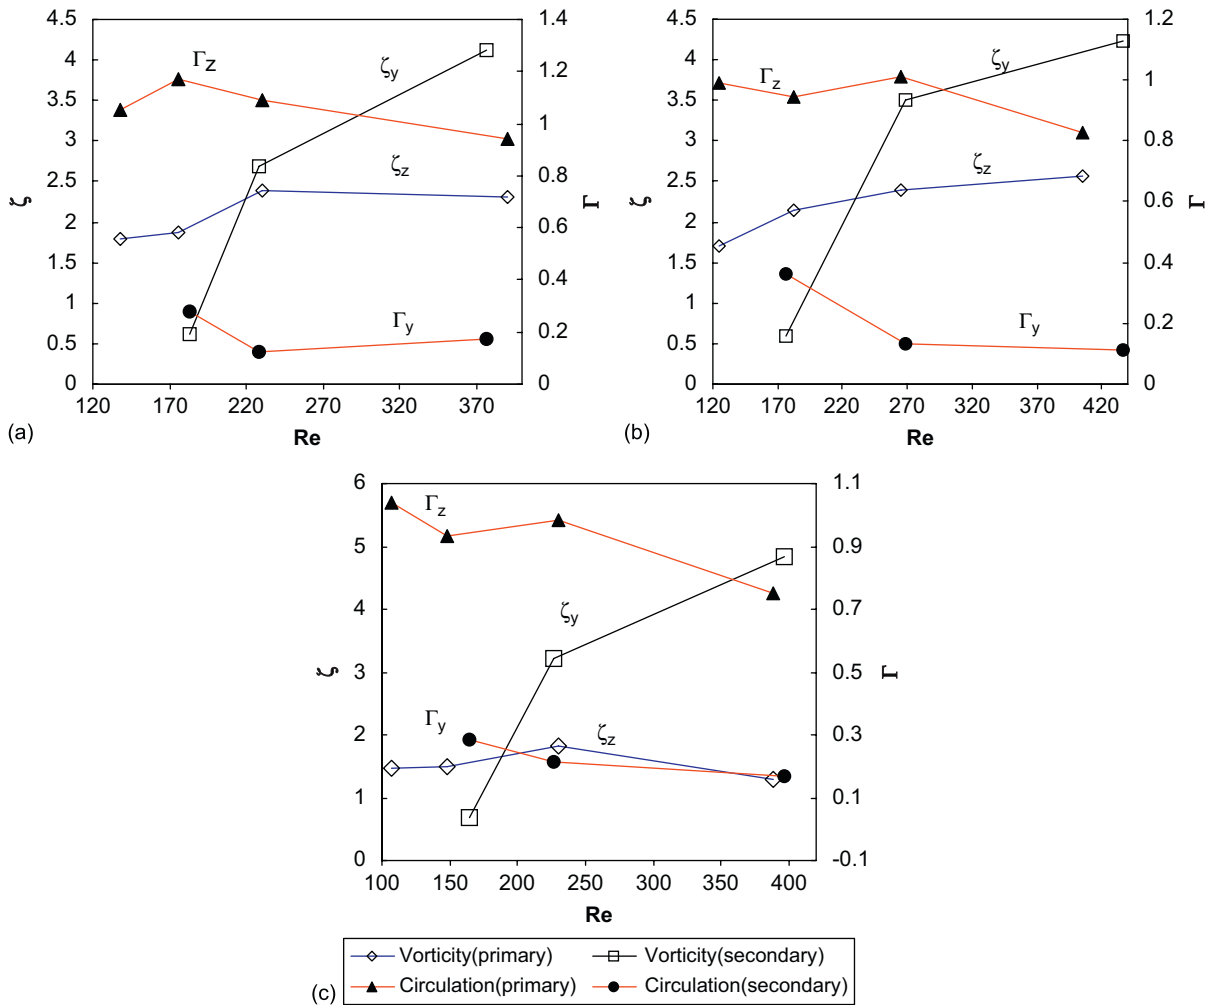 4.5
4
3.5
3
2.5
2
1.5
1
0.5
0
ζ
Γz
ζy
ζz
Γy
1.4
1.2
1
0.8
0.6
0.4
0.2
0
Γ
120 170 220 270 320 370
Re
(a)
4.5
4
3.5
3
2.5
2
1.5
1
0.5
0
ζ
Γz
ζy
ζz
Γy
1.2
1
0.8
0.6
0.4
0.2
0
Γ
120 170 220 270 320 370 420
Re
(b)
6
5
4
3
2
1
0
ζ
Γz
ζy
Γy
ζz
1.1
0.9
0.7
0.5
0.3
0.1
-0.1
Γ
100 150 200 250 300 350 400
Re
Vorticity(primary) Vorticity(secondary)
Circulation(primary) Circulation(secondary)
(c)